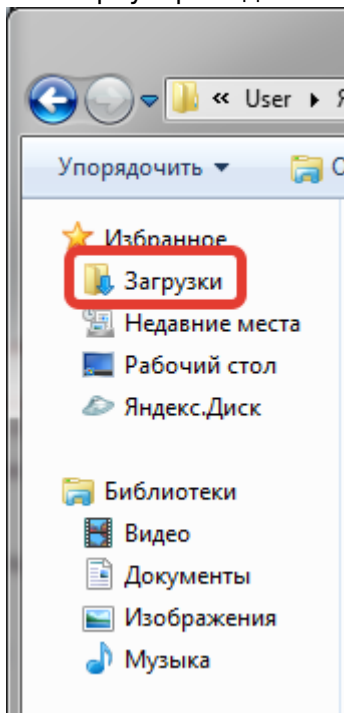 « User ▸
Упорядочить ▾
Избранное
Загрузки
Недавние места
Рабочий стол
Яндекс.Диск
Библиотеки
Видео
Документы
Изображения
Музыка